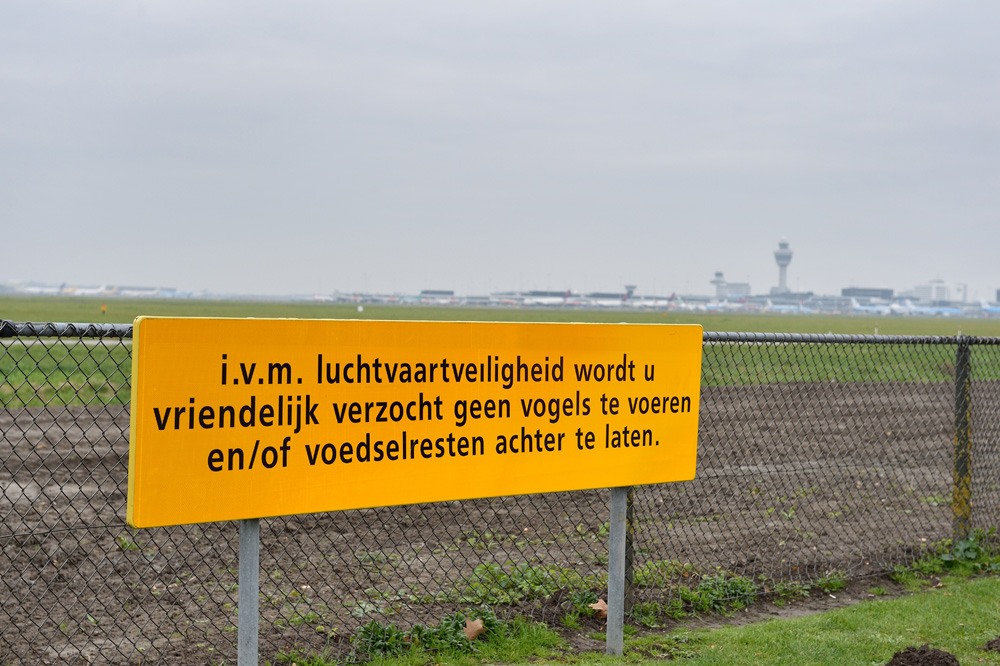 i.v.m. luchtvaartveiligheid wordt u
vriendelijk verzocht geen vogels te voeren
en/of voedselresten achter te laten.